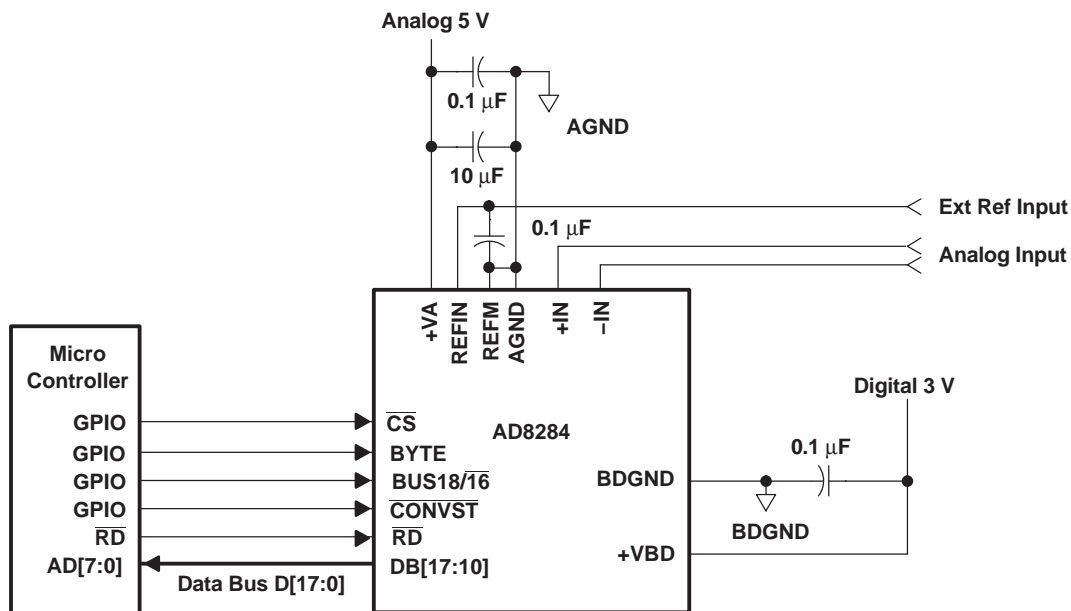 Analog 5 V
0.1 μF
AGND
10 μF
Ext Ref Input
0.1 μF
Analog Input
+VA
REFIN
REFM
AGND
+IN
−IN
Micro
Controller
Digital 3 V
GPIO
CS
AD8284
GPIO
BYTE
0.1 μF
GPIO
BUS18/16
BDGND
GPIO
CONVST
RD
RD
BDGND
AD[7:0]
DB[17:10]
+VBD
Data Bus D[17:0]